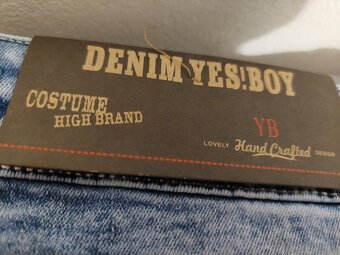 DENIM YES!BOY
COSTUME
HIGH BRAND
YB
LOVELY Hand Crafted DESIGN